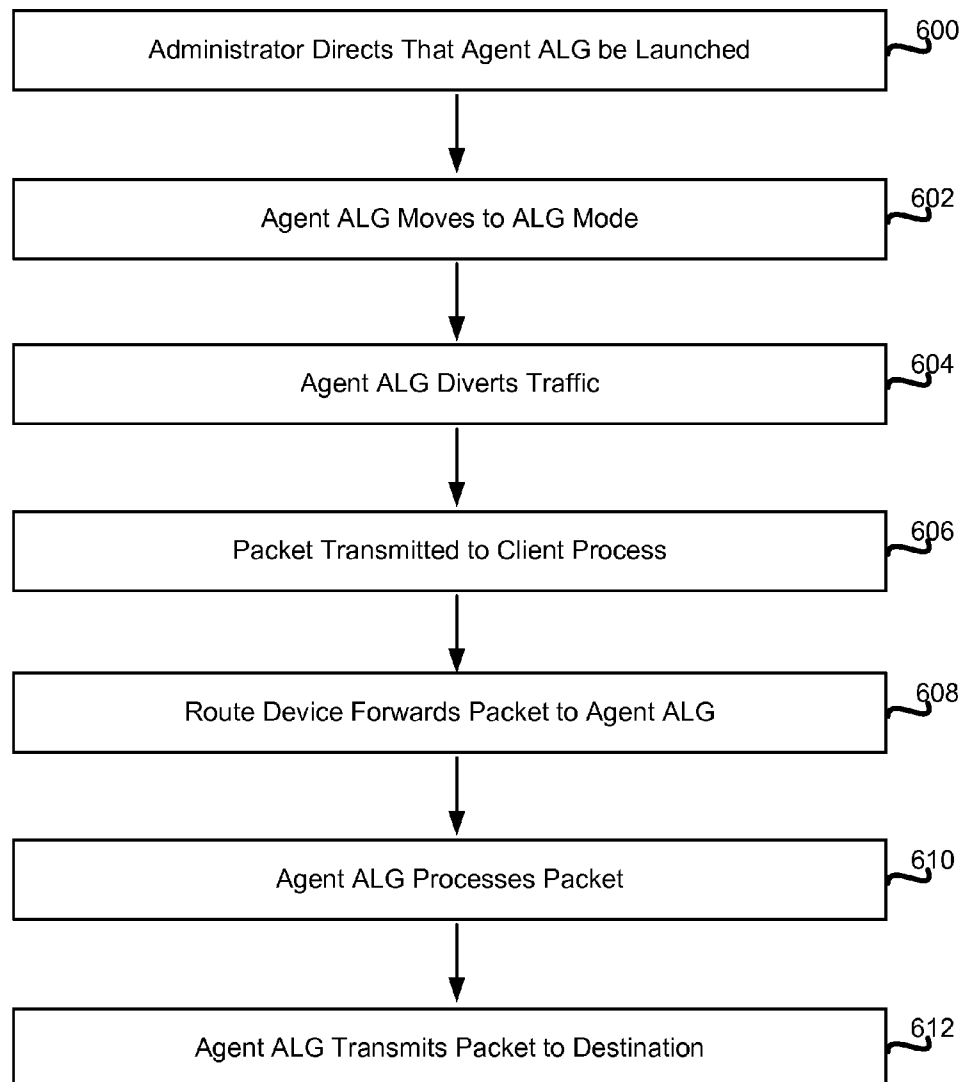 Administrator Directs That Agent ALG be Launched
600
Agent ALG Moves to ALG Mode
602
Agent ALG Diverts Traffic
604
Packet Transmitted to Client Process
606
Route Device Forwards Packet to Agent ALG
608
Agent ALG Processes Packet
610
Agent ALG Transmits Packet to Destination
612